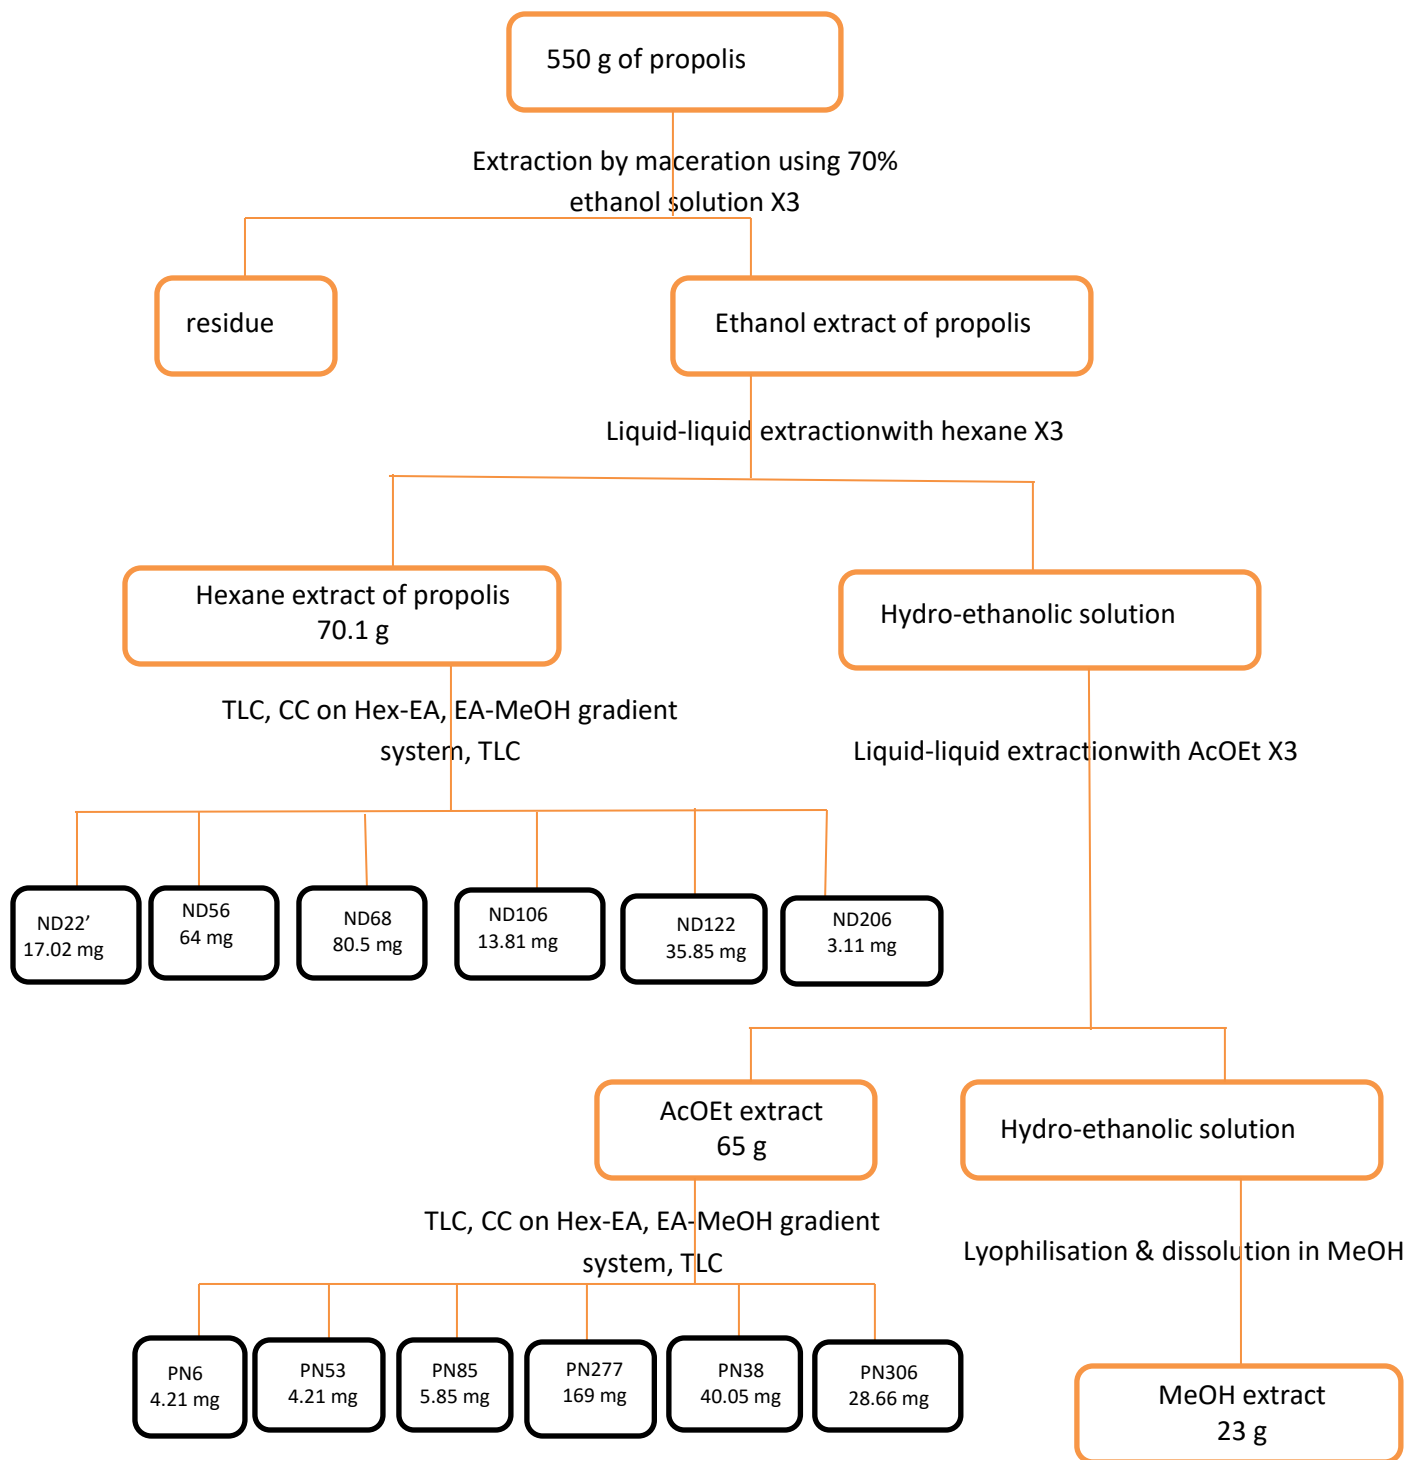 550 g of propolis
Extraction by maceration using 70%
ethanol solution X3
residue
Ethanol extract of propolis
Liquid-liquid extractionwith hexane X3
Hexane extract of propolis
70.1 g
Hydro-ethanolic solution
TLC, CC on Hex-EA, EA-MeOH gradient
system, TLC
Liquid-liquid extractionwith AcOEt X3
ND22’
17.02 mg
ND56
64 mg
ND68
80.5 mg
ND106
13.81 mg
ND122
35.85 mg
ND206
3.11 mg
AcOEt extract
65 g
Hydro-ethanolic solution
TLC, CC on Hex-EA, EA-MeOH gradient
system, TLC
Lyophilisation & dissolution in MeOH
PN6
4.21 mg
PN53
4.21 mg
PN85
5.85 mg
PN277
169 mg
PN38
40.05 mg
PN306
28.66 mg
MeOH extract
23 g